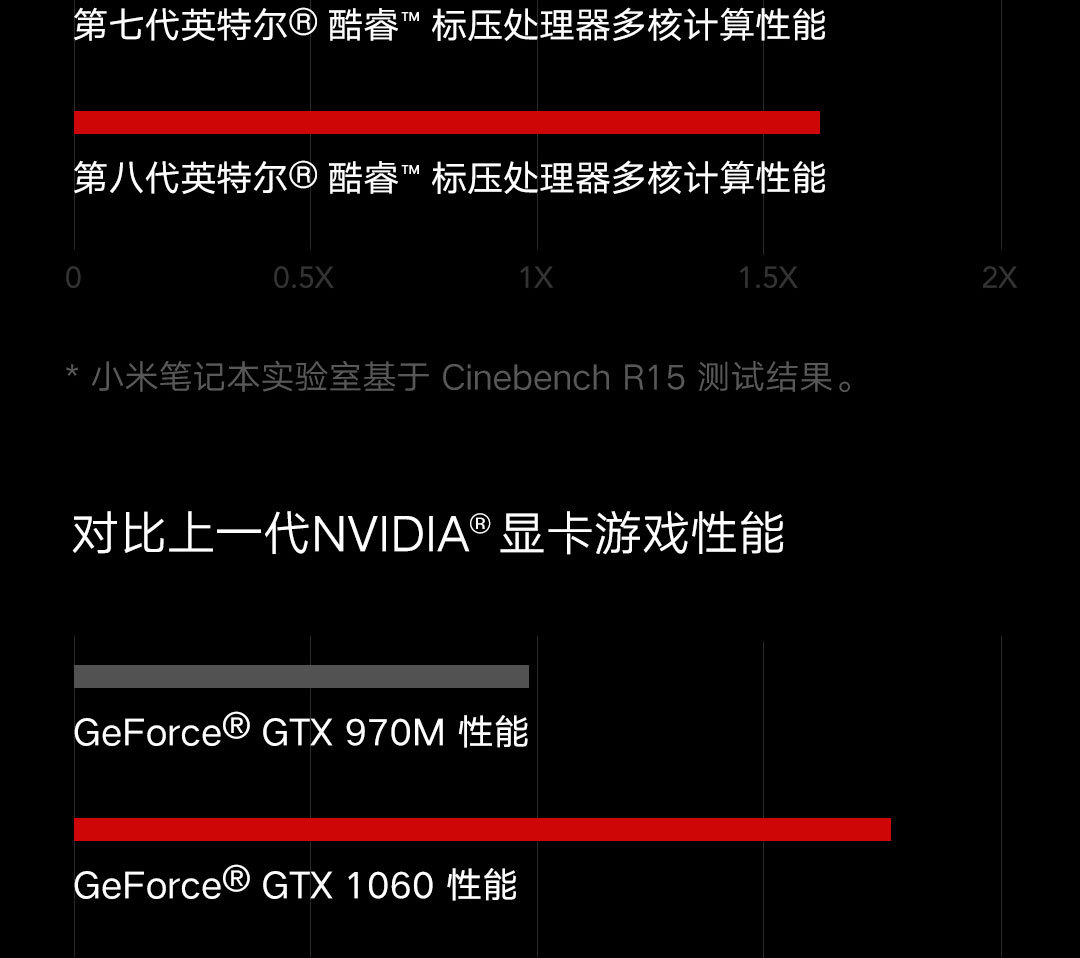 第七代英特尔® 酷睿™ 标压处理器多核计算性能
第八代英特尔® 酷睿™ 标压处理器多核计算性能
0 0.5X 1X 1.5X 2X
* 小米笔记本实验室基于 Cinebench R15 测试结果。
对比上一代NVIDIA® 显卡游戏性能
GeForce® GTX 970M 性能
GeForce® GTX 1060 性能